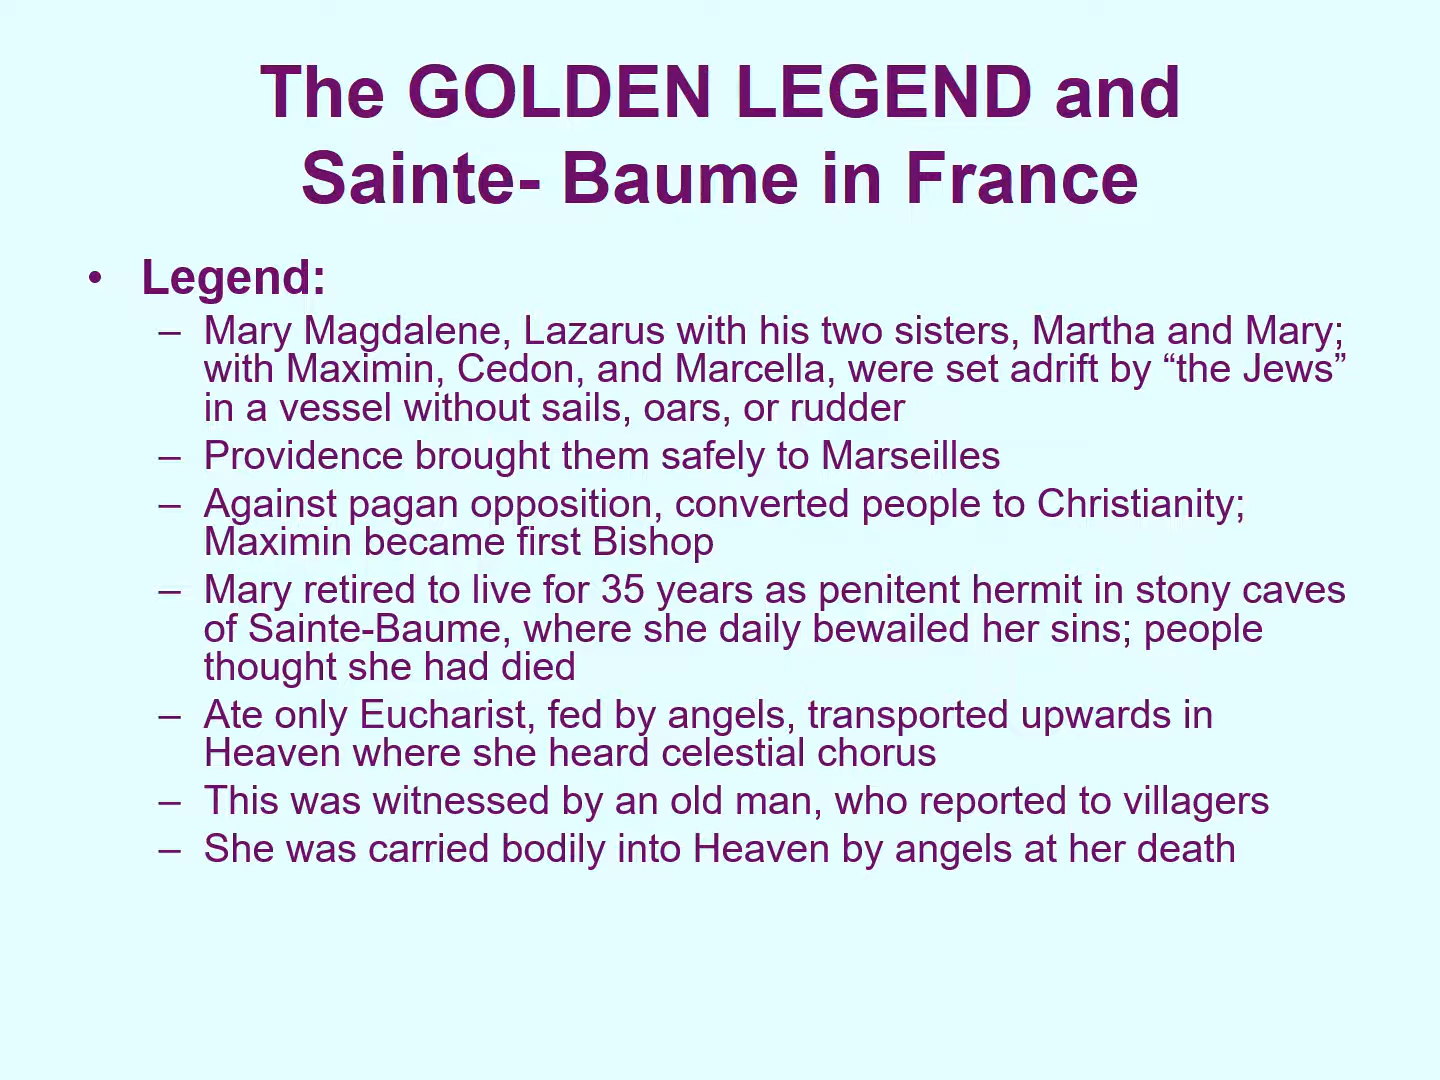 The GOLDEN LEGEND and
Sainte- Baume in France
• Legend:
– Mary Magdalene, Lazarus with his two sisters, Martha and Mary;
with Maximin, Cedon, and Marcella, were set adrift by “the Jews”
in a vessel without sails, oars, or rudder
– Providence brought them safely to Marseilles
– Against pagan opposition, converted people to Christianity;
Maximin became first Bishop
– Mary retired to live for 35 years as penitent hermit in stony caves
of Sainte-Baume, where she daily bewailed her sins; people
thought she had died
– Ate only Eucharist, fed by angels, transported upwards in
Heaven where she heard celestial chorus
– This was witnessed by an old man, who reported to villagers
– She was carried bodily into Heaven by angels at her death